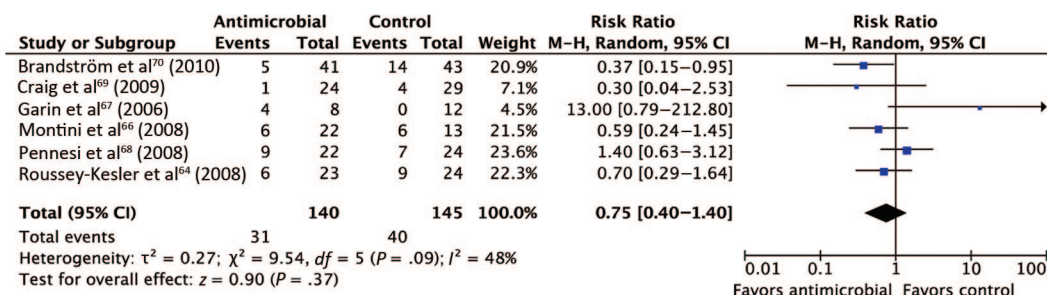 Antimicrobial Control Risk Ratio Risk Ratio
Study or Subgroup Events Total Events Total Weight M–H, Random, 95% CI M–H, Random, 95% CI
Brandström et al⁷⁰ (2010) 5 41 14 43 20.9% 0.37 [0.15–0.95]
Craig et al⁶⁹ (2009) 1 24 4 29 7.1% 0.30 [0.04–2.53]
Garin et al⁶⁷ (2006) 4 8 0 12 4.5% 13.00 [0.79–212.80]
Montini et al⁶⁶ (2008) 6 22 6 13 21.5% 0.59 [0.24–1.45]
Pennesi et al⁶⁸ (2008) 9 22 7 24 23.6% 1.40 [0.63–3.12]
Roussey-Kesler et al⁶⁴ (2008) 6 23 9 24 22.3% 0.70 [0.29–1.64]
Total (95% CI) 140 145 100.0% 0.75 [0.40–1.40]
Total events 31 40
Heterogeneity: τ² = 0.27; χ² = 9.54, df = 5 (P = .09); I² = 48%
Test for overall effect: z = 0.90 (P = .37)
0.01 0.1 1 10 100
Favors antimicrobial Favors control